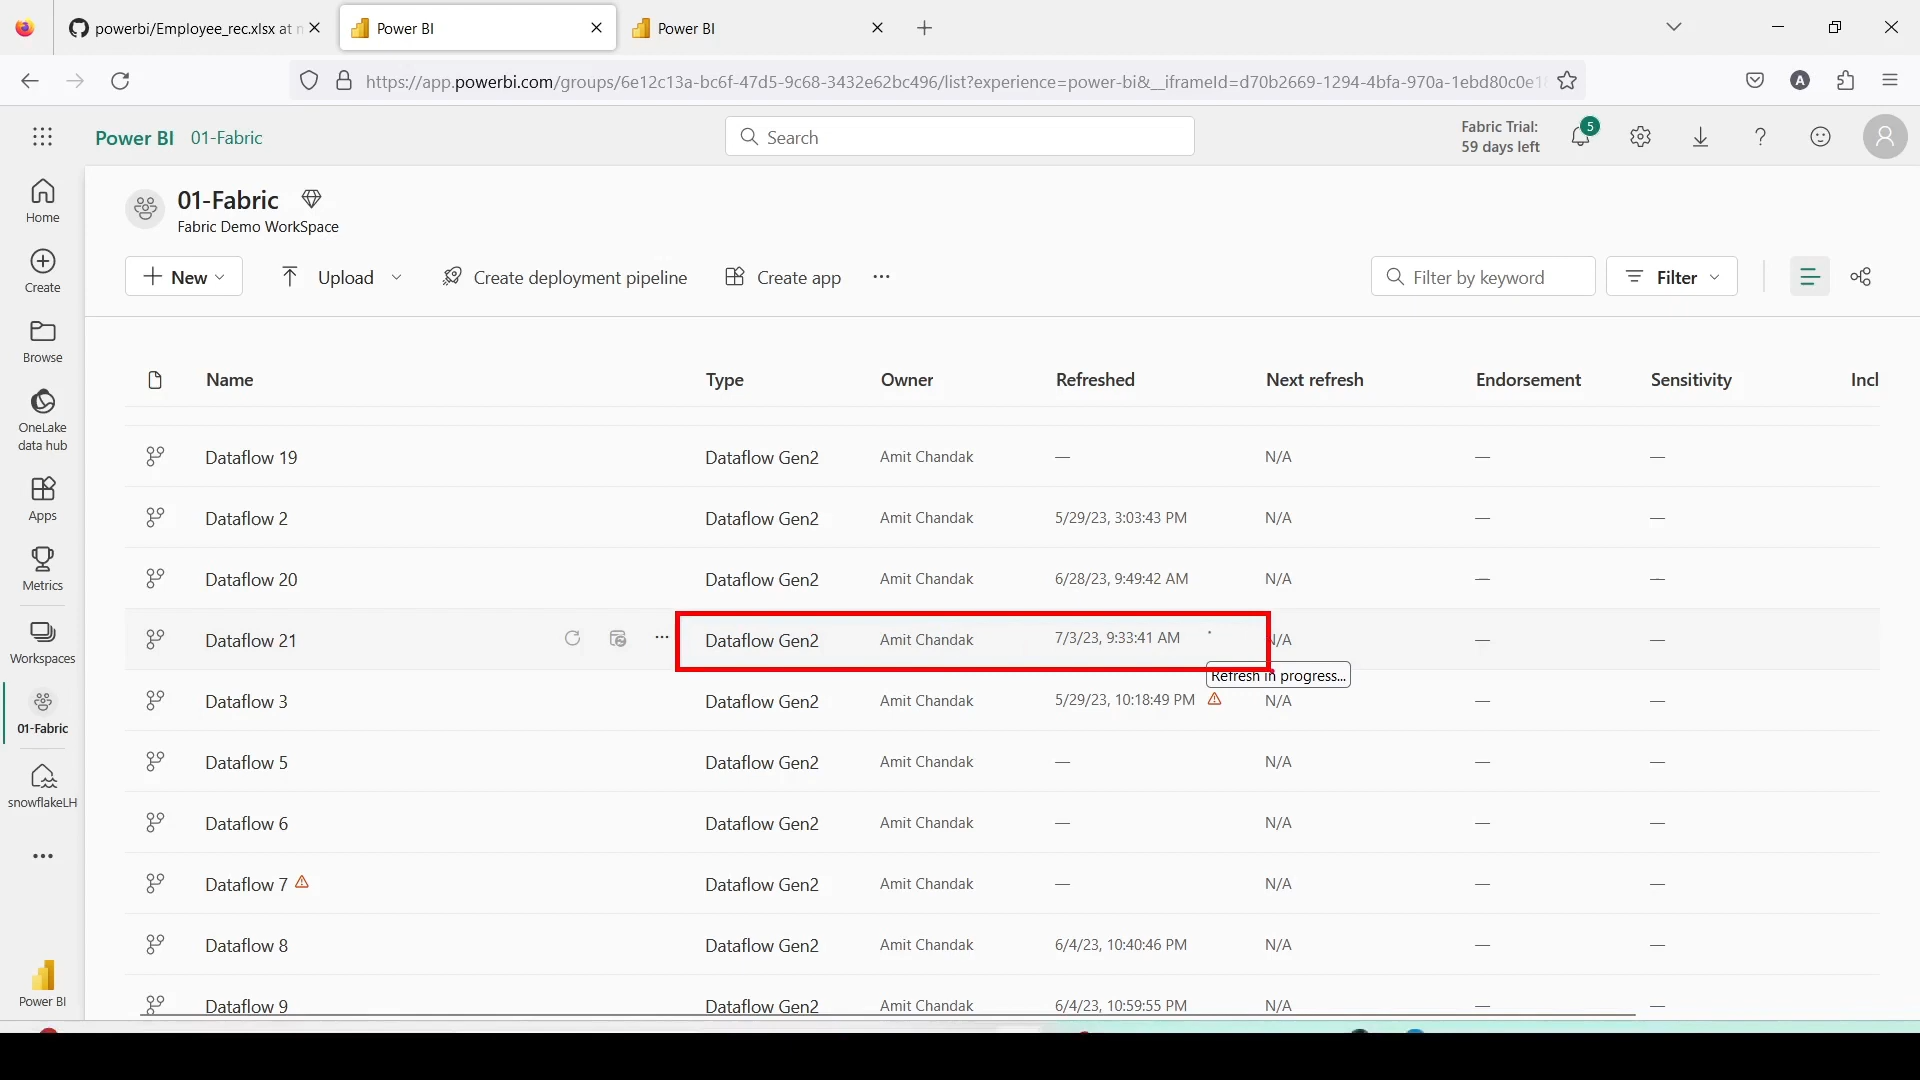 powerbi/Employee_rec.xlsx at n
Power BI
Power BI
https://app.powerbi.com/groups/6e12c13a-bc6f-47d5-9c68-3432e62bc496/list?experience=power-bi&__iframeId=d70b2669-1294-4bfa-970a-1ebd80c0e18
A
Power BI 01-Fabric
Search
Fabric Trial:
59 days left
5
?
Home
Create
Browse
OneLake
data hub
Apps
Metrics
Workspaces
01-Fabric
snowflakeLH
Power BI
01-Fabric
Fabric Demo WorkSpace
New Upload Create deployment pipeline Create app Filter by keyword Filter
Name Type Owner Refreshed Next refresh Endorsement Sensitivity Incl
Dataflow 19 Dataflow Gen2 Amit Chandak — N/A — —
Dataflow 2 Dataflow Gen2 Amit Chandak 5/29/23, 3:03:43 PM N/A — —
Dataflow 20 Dataflow Gen2 Amit Chandak 6/28/23, 9:49:42 AM N/A — —
Dataflow 21 Dataflow Gen2 Amit Chandak 7/3/23, 9:33:41 AM N/A — —
Refresh in progress...
Dataflow 3 Dataflow Gen2 Amit Chandak 5/29/23, 10:18:49 PM N/A — —
Dataflow 5 Dataflow Gen2 Amit Chandak — N/A — —
Dataflow 6 Dataflow Gen2 Amit Chandak — N/A — —
Dataflow 7 Dataflow Gen2 Amit Chandak — N/A — —
Dataflow 8 Dataflow Gen2 Amit Chandak 6/4/23, 10:40:46 PM N/A — —
Dataflow 9 Dataflow Gen2 Amit Chandak 6/4/23, 10:59:55 PM N/A — —